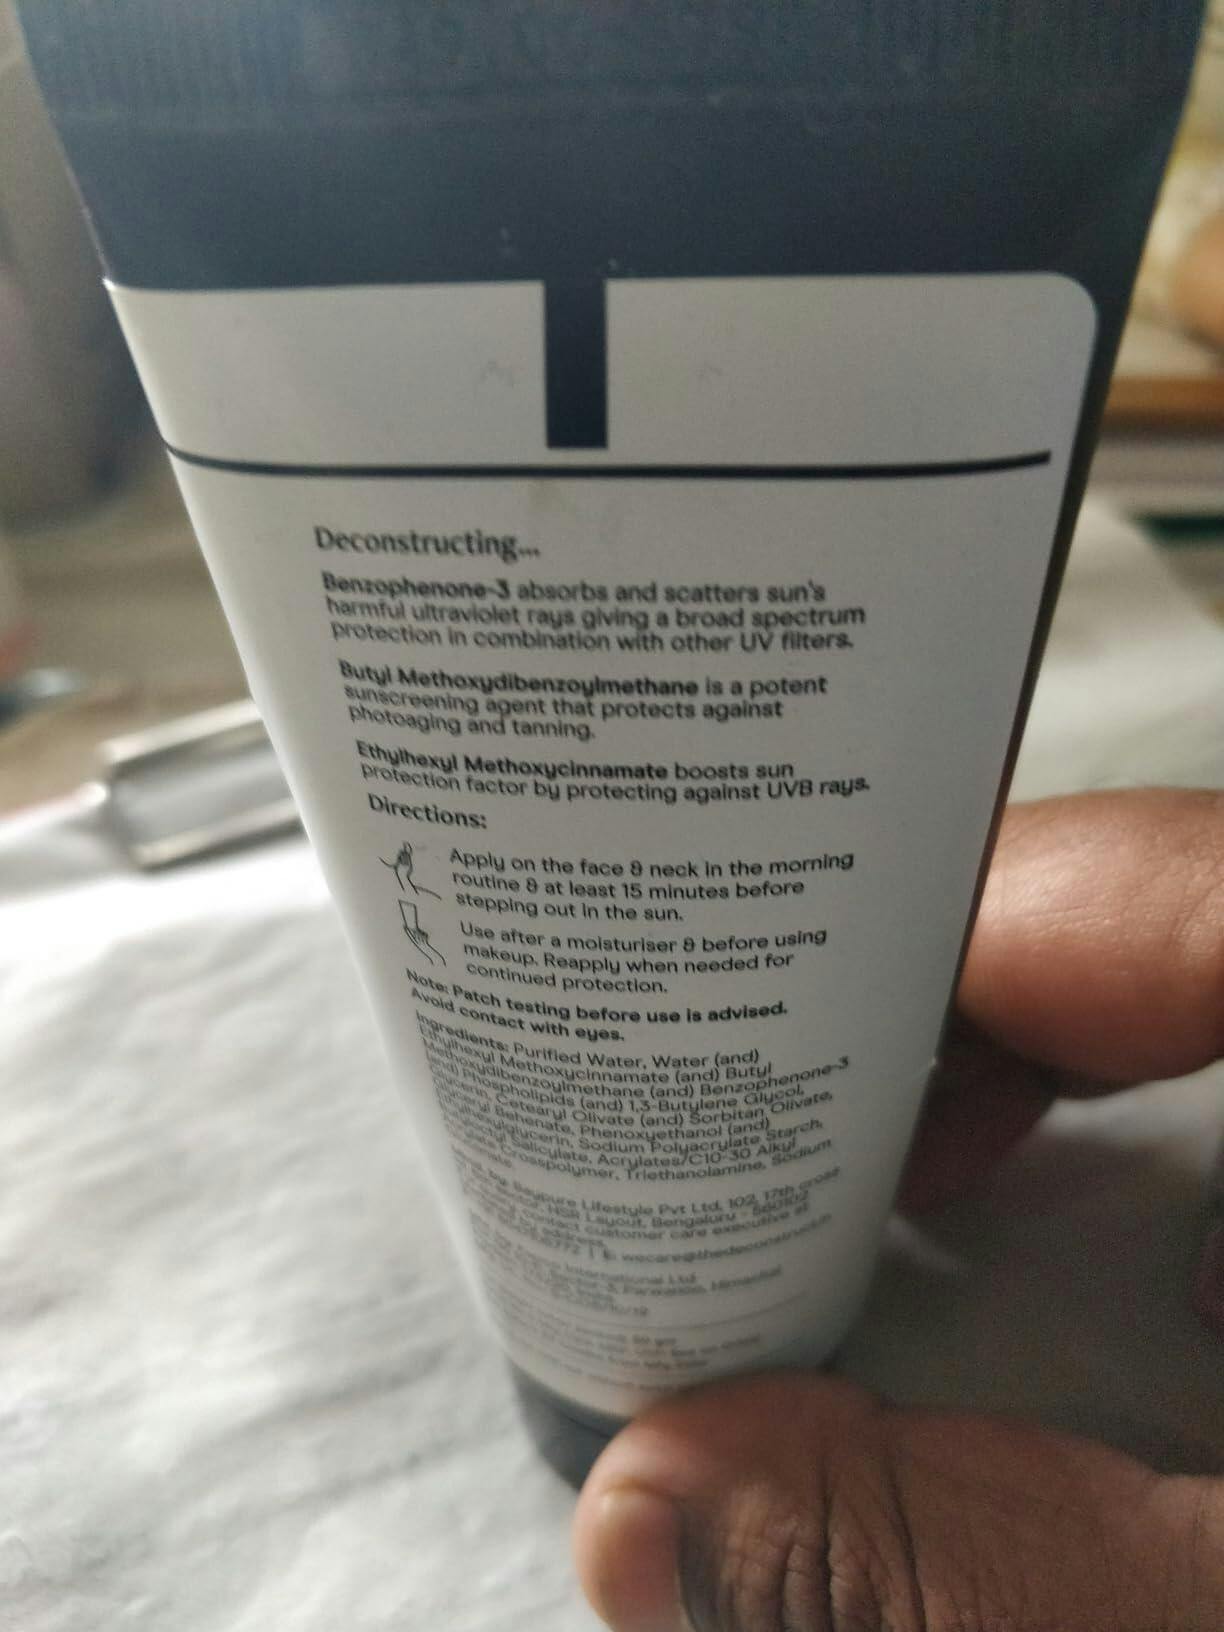 Deconstructing...
Benzophenone-3 absorbs and scatters sun's
harmful ultraviolet rays giving a broad spectrum
protection in combination with other UV filters.
Butyl Methoxydibenzoylmethane is a potent
sunscreening agent that protects against
photoaging and tanning.
Ethylhexyl Methoxycinnamate boosts sun
protection factor by protecting against UVB rays.
Directions:
Apply on the face & neck in the morning
routine & at least 15 minutes before
stepping out in the sun.
Use after a moisturiser & before using
makeup. Reapply when needed for
continued protection.
Note: Patch testing before use is advised.
Avoid contact with eyes.
Ingredients: Purified Water, Water (and)
Ethylhexyl Methoxycinnamate (and) Butyl
Methoxydibenzoylmethane (and) Benzophenone-3
(and) Phospholipids (and) 1,3-Butylene Glycol,
Glycerin, Cetearyl Olivate (and) Sorbitan Olivate,
Glyceryl Behenate, Phenoxyethanol (and)
Ethylhexylglycerin, Sodium Polyacrylate Starch,
Salicylate, Acrylates/C10-30 Alkyl
Crosspolymer, Triethanolamine, Sodium
by: Beypure Lifestyle Pvt Ltd, 102, 17th cross
HSR Layout, Bengaluru - 560102
contact customer care executive at
address
International Ltd